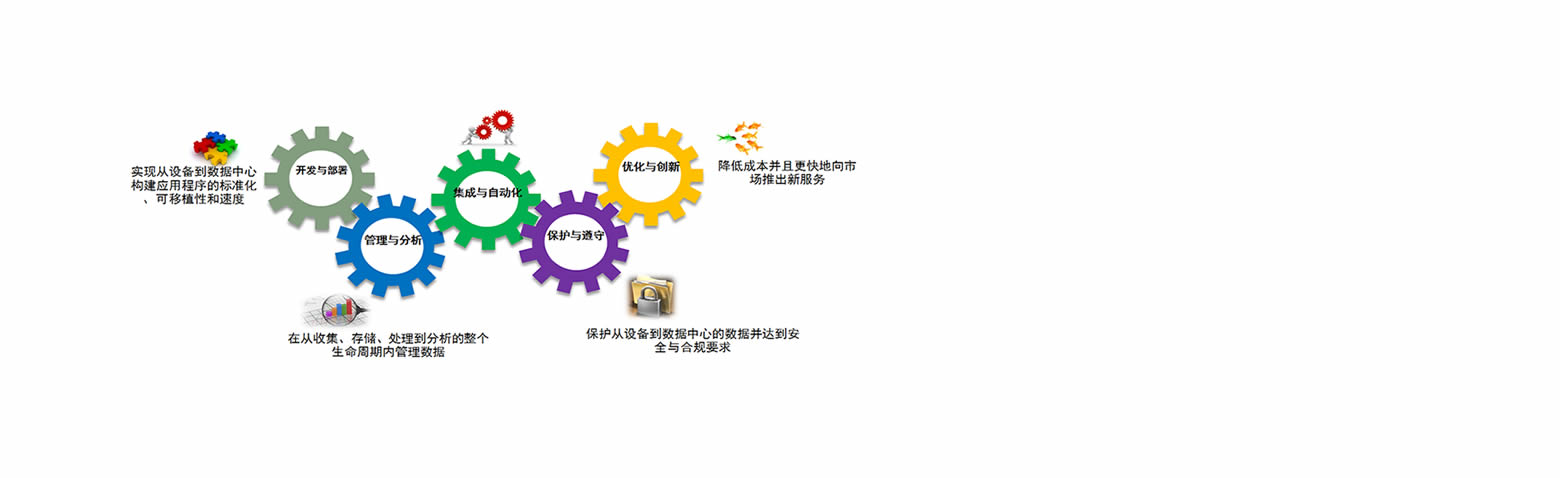 实现从设备到数据中心
构建应用程序的标准化
、可移植性和速度
开发与部署
管理与分析
在从收集、存储、处理到分析的整个
生命周期内管理数据
集成与自动化
保护与遵守
保护从设备到数据中心的数据并达到安
全与合规要求
优化与创新
降低成本并且更快地向市
场推出新服务